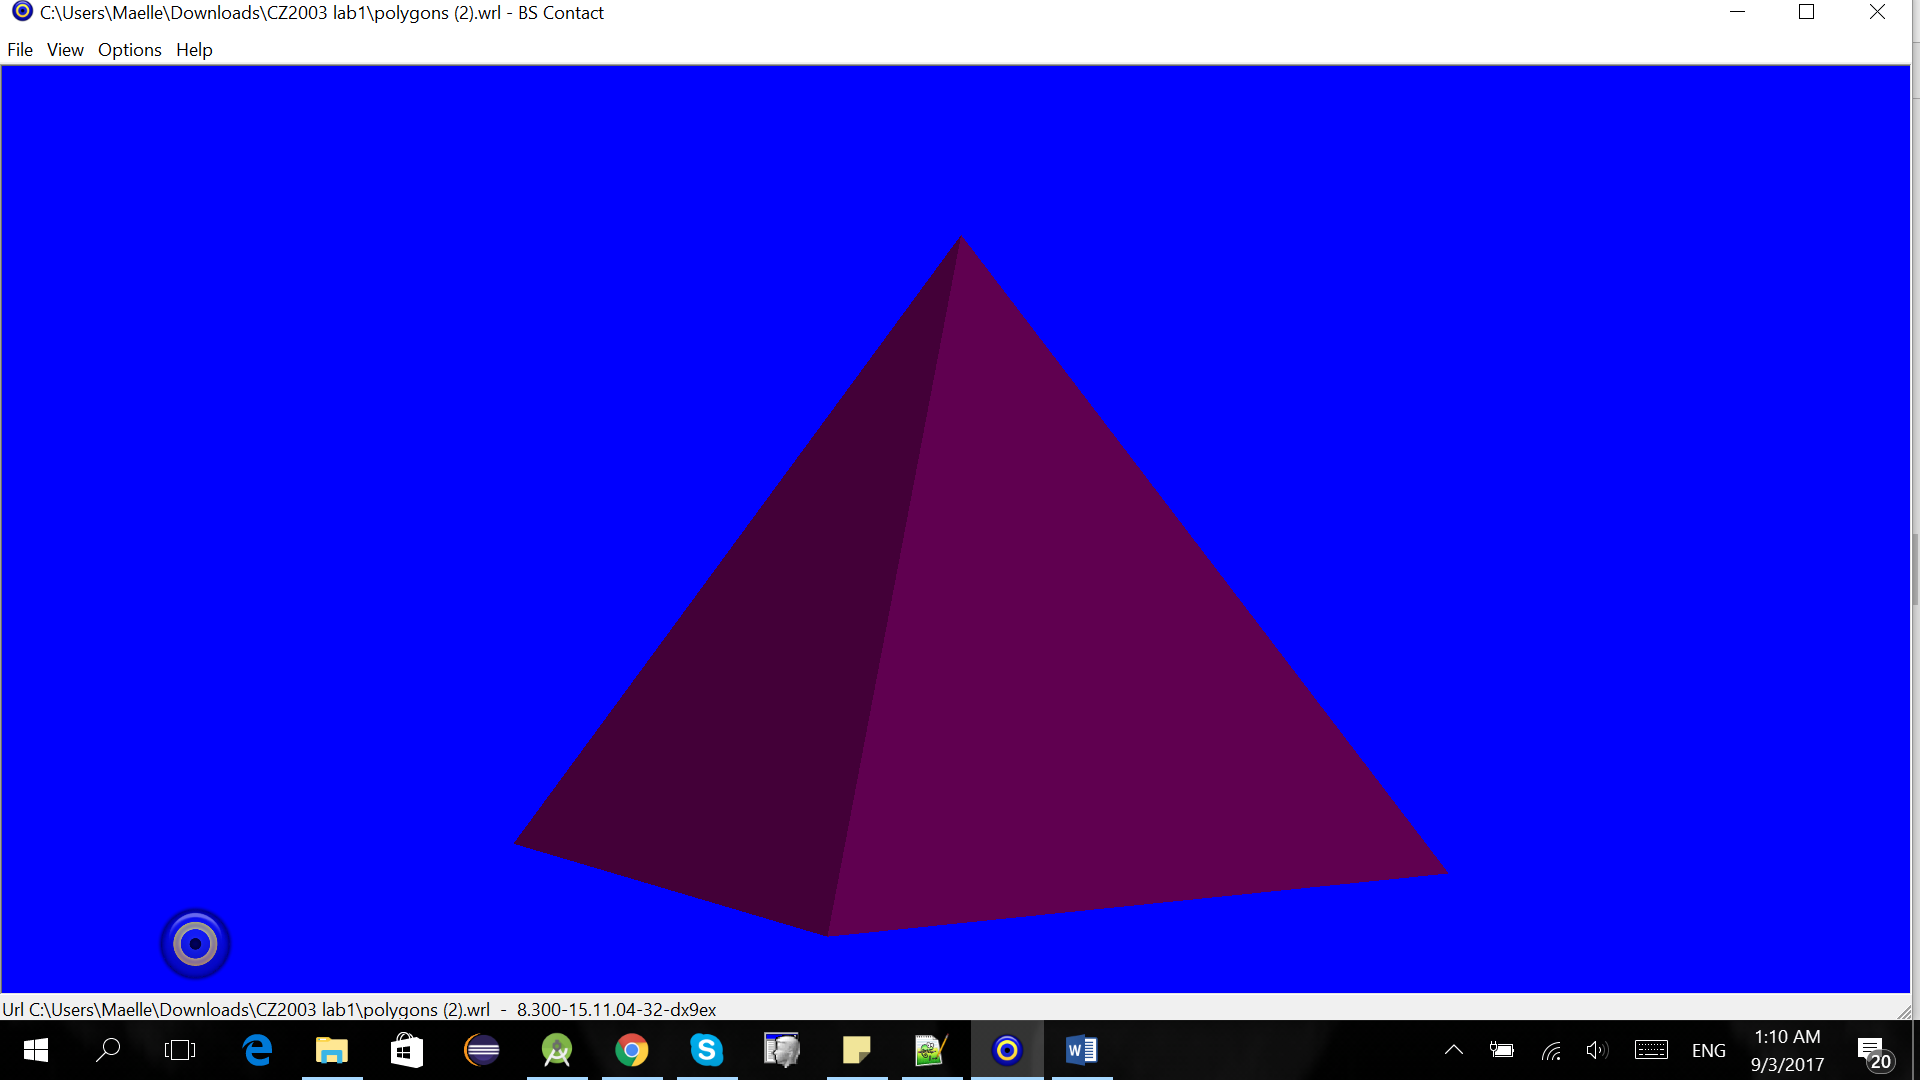 C:\Users\Maelle\Downloads\CZ2003 lab1\polygons (2).wrl - BS Contact
File View Options Help
Url C:\Users\Maelle\Downloads\CZ2003 lab1\polygons (2).wrl - 8.300-15.11.04-32-dx9ex
ENG
1:10 AM
9/3/2017
20